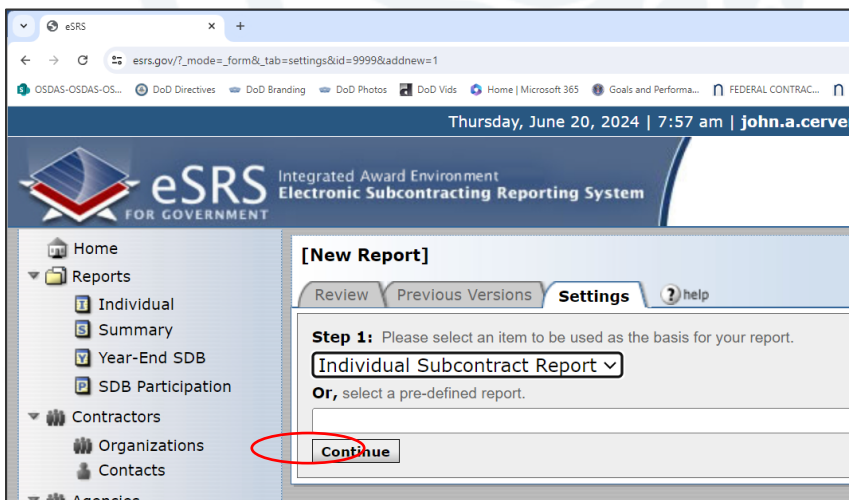 eSRS
esrs.gov/?_mode=_form&_tab=settings&id=9999&addnew=1
OSDAS-OSDAS-OS... DoD Directives DoD Branding DoD Photos DoD Vids Home | Microsoft 365 Goals and Performa... FEDERAL CONTRAC...
Thursday, June 20, 2024 | 7:57 am | john.a.cerve
eSRS
FOR GOVERNMENT
Integrated Award Environment
Electronic Subcontracting Reporting System
Home
Reports
I Individual
S Summary
Y Year-End SDB
P SDB Participation
Contractors
Organizations
Contacts
Agencies
[New Report]
Review Previous Versions Settings ? help
Step 1: Please select an item to be used as the basis for your report.
Individual Subcontract Report
Or, select a pre-defined report.
Continue